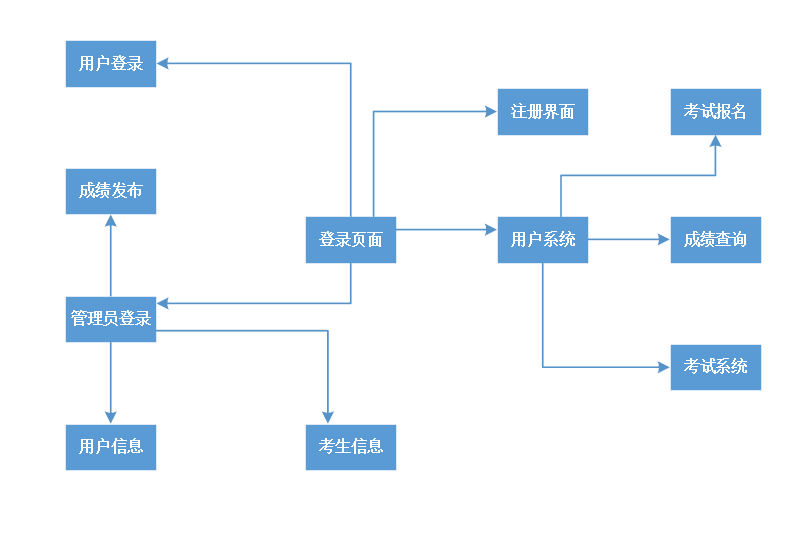 用户登录
注册界面
考试报名
成绩发布
登录页面
用户系统
成绩查询
管理员登录
考试系统
用户信息
考生信息